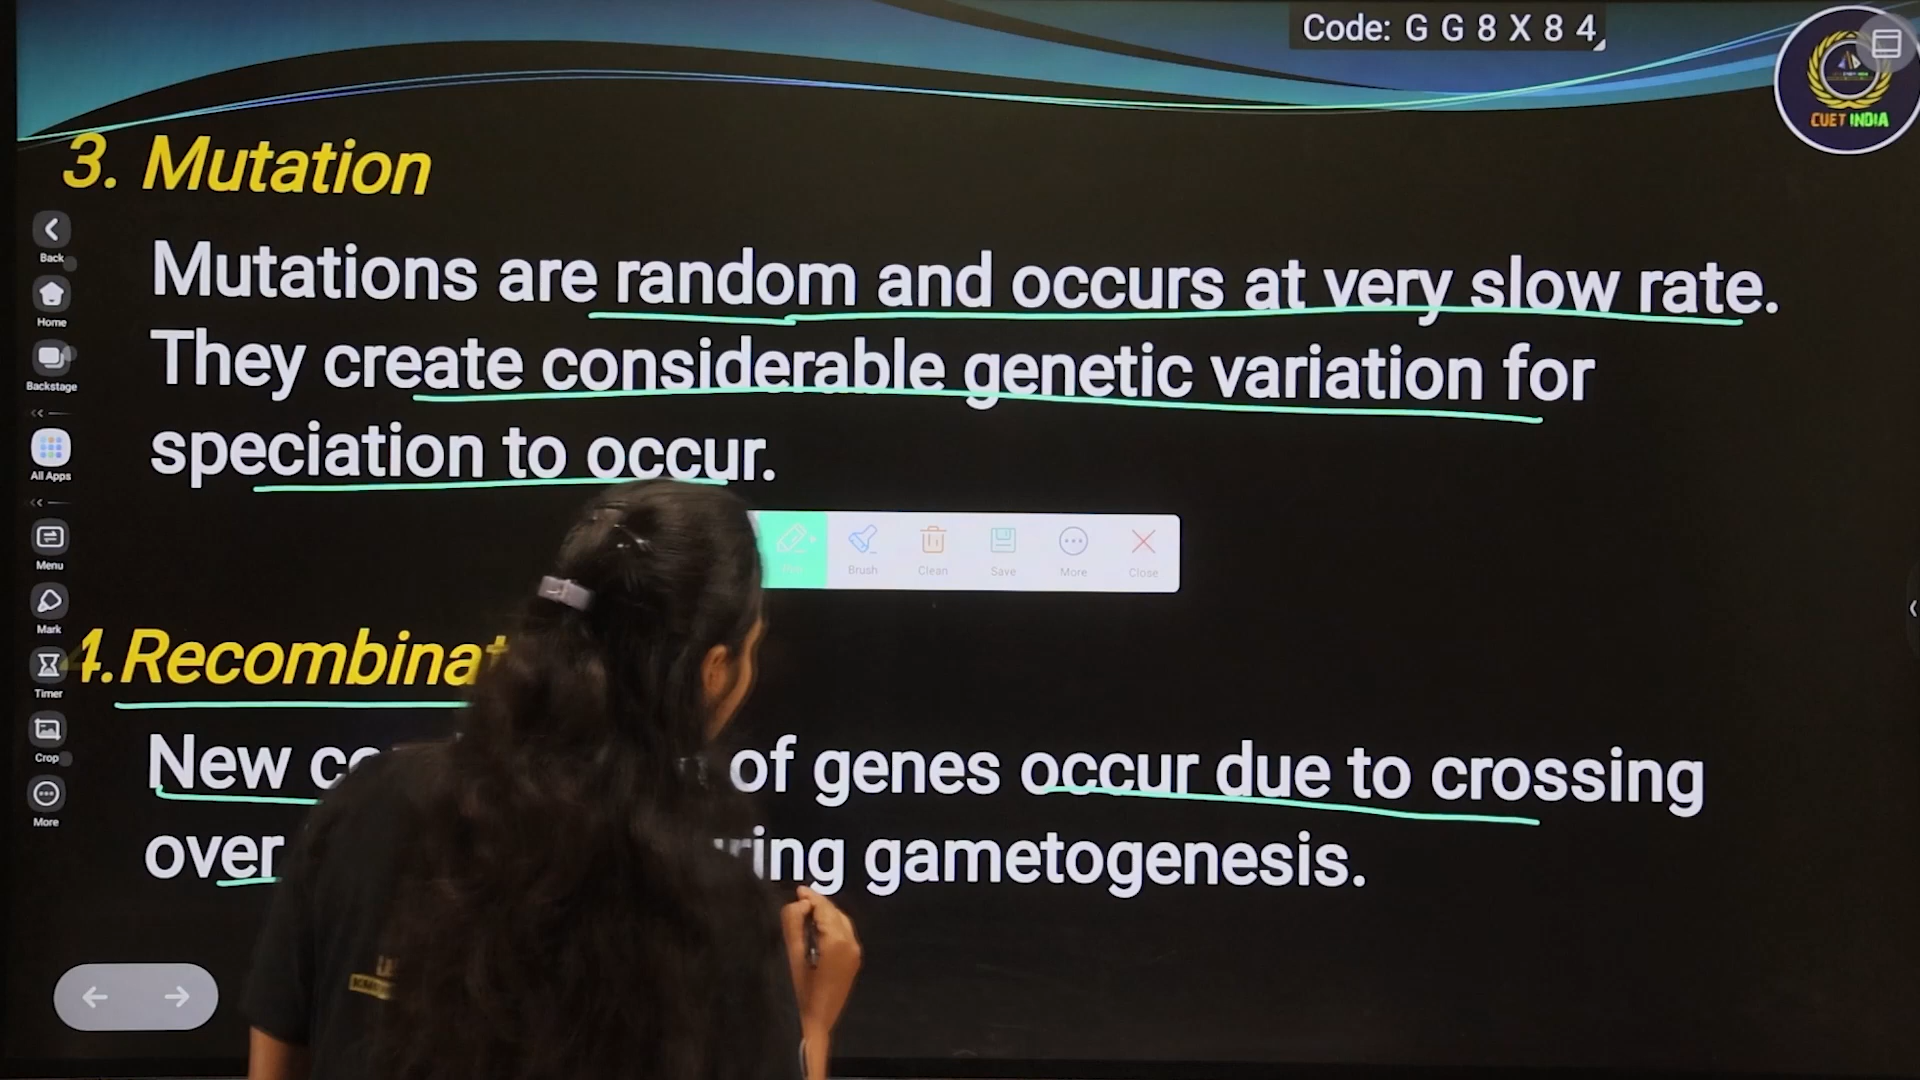 Code: G G 8 X 8 4
CUET INDIA
3. Mutation
Mutations are random and occurs at very slow rate.
They create considerable genetic variation for
speciation to occur.
Back
Home
Backstage
All Apps
Menu
Mark
Timer
Crop
More
Brush
Clean
Save
More
Close
4.Recombinat
New of genes occur due to crossing
over gametogenesis.